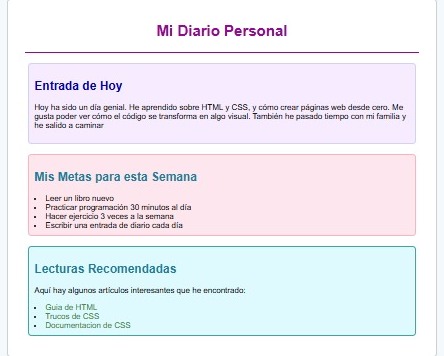 Mi Diario Personal
Entrada de Hoy
Hoy ha sido un día genial. He aprendido sobre HTML y CSS, y cómo crear páginas web desde cero. Me
gusta poder ver cómo el código se transforma en algo visual. También he pasado tiempo con mi familia y
he salido a caminar
Mis Metas para esta Semana
Leer un libro nuevo
Practicar programación 30 minutos al día
Hacer ejercicio 3 veces a la semana
Escribir una entrada de diario cada día
Lecturas Recomendadas
Aquí hay algunos artículos interesantes que he encontrado:
Guia de HTML
Trucos de CSS
Documentacion de CSS